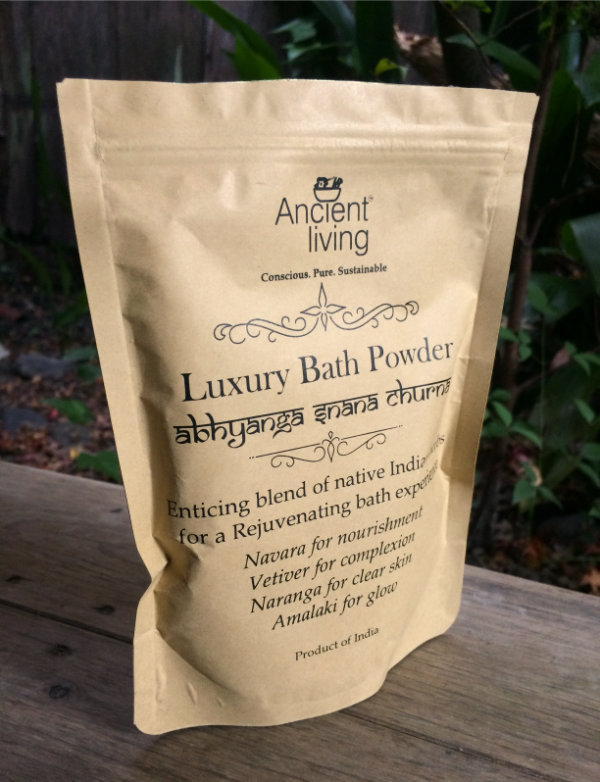 Ancient
living
Conscious. Pure. Sustainable
Luxury Bath Powder
abhyanga snana churna
Enticing blend of native Indian
for a Rejuvenating bath experience
Navara for nourishment
Vetiver for complexion
Naranga for clear skin
Amalaki for glow
Product of India